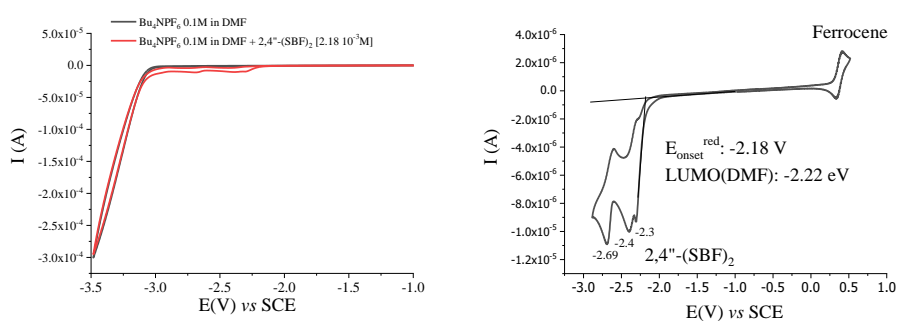 Bu₄NPF₆ 0.1M in DMF
Bu₄NPF₆ 0.1M in DMF + 2,4"-(SBF)₂ [2.18 10⁻³M]
5.0x10⁻⁵
0.0
-5.0x10⁻⁵
-1.0x10⁻⁴
-1.5x10⁻⁴
-2.0x10⁻⁴
-2.5x10⁻⁴
-3.0x10⁻⁴
I (A)
-3.5 -3.0 -2.5 -2.0 -1.5 -1.0
E(V) vs SCE
4.0x10⁻⁶
2.0x10⁻⁶
0.0
-2.0x10⁻⁶
-4.0x10⁻⁶
-6.0x10⁻⁶
-8.0x10⁻⁶
-1.0x10⁻⁵
-1.2x10⁻⁵
I (A)
Ferrocene
E_onset^red: -2.18 V
LUMO(DMF): -2.22 eV
-2.3
-2.4
-2.69
2,4"-(SBF)₂
-3.0 -2.5 -2.0 -1.5 -1.0 -0.5 0.0 0.5 1.0
E(V) vs SCE